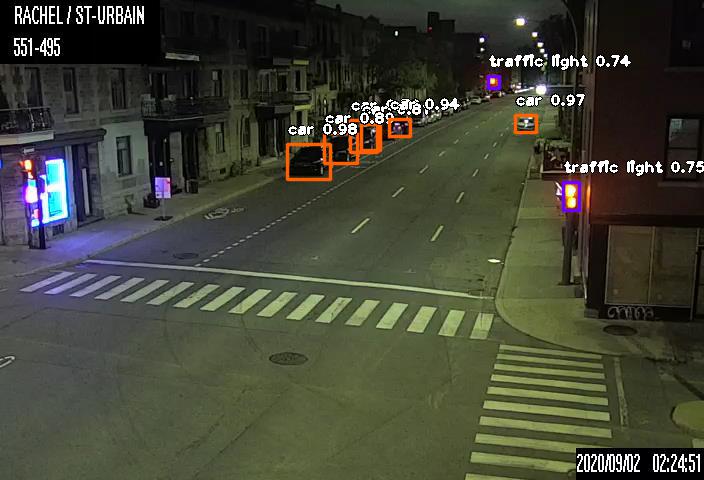 RACHEL / ST-URBAIN
551-495
traffic light 0.74
car 0.94
car 0.97
car 0.89
car 0.98
traffic light 0.75
2020/09/02 02:24:51